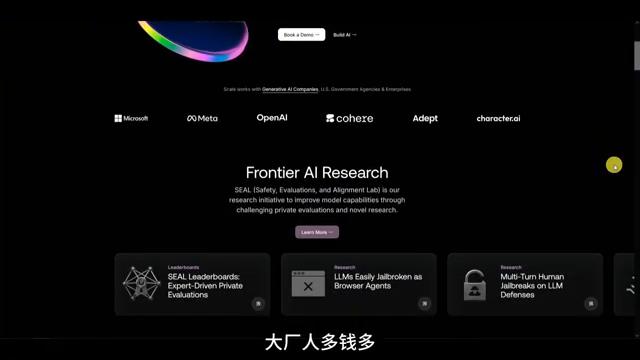 Book a Demo → Build AI →
Scale works with Generative AI Companies, U.S. Government Agencies & Enterprises
Microsoft Meta OpenAI cohere Adept character.ai
Frontier AI Research
SEAL (Safety, Evaluations, and Alignment Lab) is our
research initiative to improve model capabilities through
challenging private evaluations and novel research.
Learn More →
Leaderboards
SEAL Leaderboards:
Expert-Driven Private
Evaluations
Research
LLMs Easily Jailbroken as
Browser Agents
Research
Multi-Turn Human
Jailbreaks on LLM
Defenses
大厂人多钱多